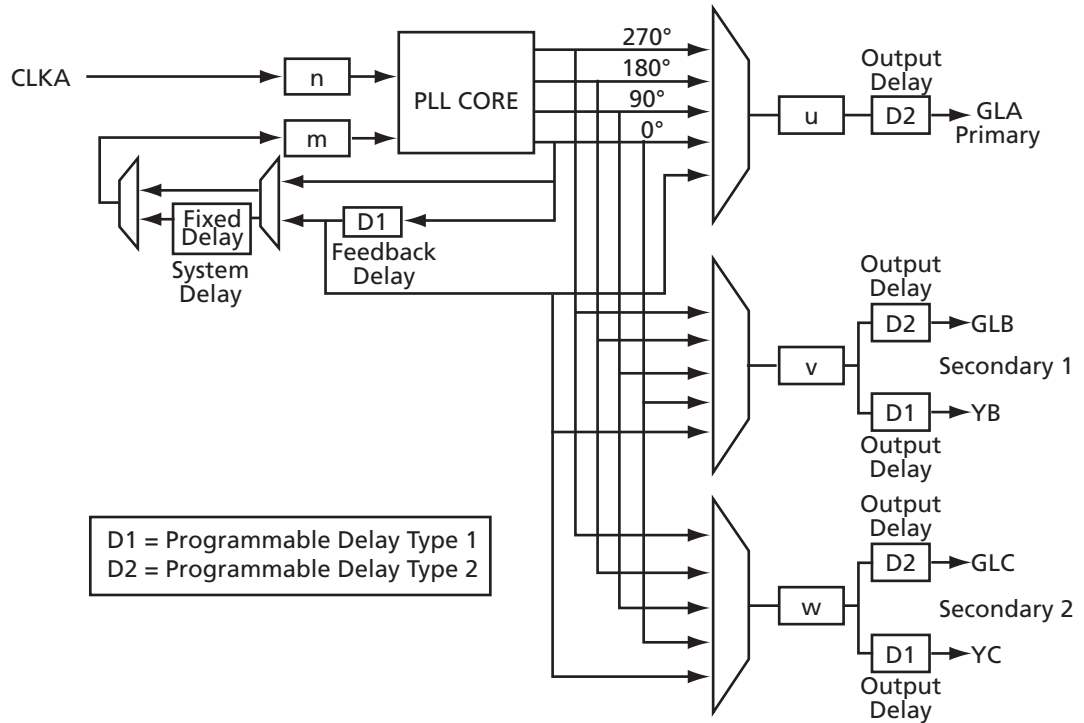 CLKA
n
m
PLL CORE
270°
180°
90°
0°
u
Output
Delay
D2
GLA
Primary
Fixed
Delay
System
Delay
D1
Feedback
Delay
v
Output
Delay
D2
GLB
Secondary 1
D1
YB
Output
Delay
D1 = Programmable Delay Type 1
D2 = Programmable Delay Type 2
w
Output
Delay
D2
GLC
Secondary 2
D1
YC
Output
Delay